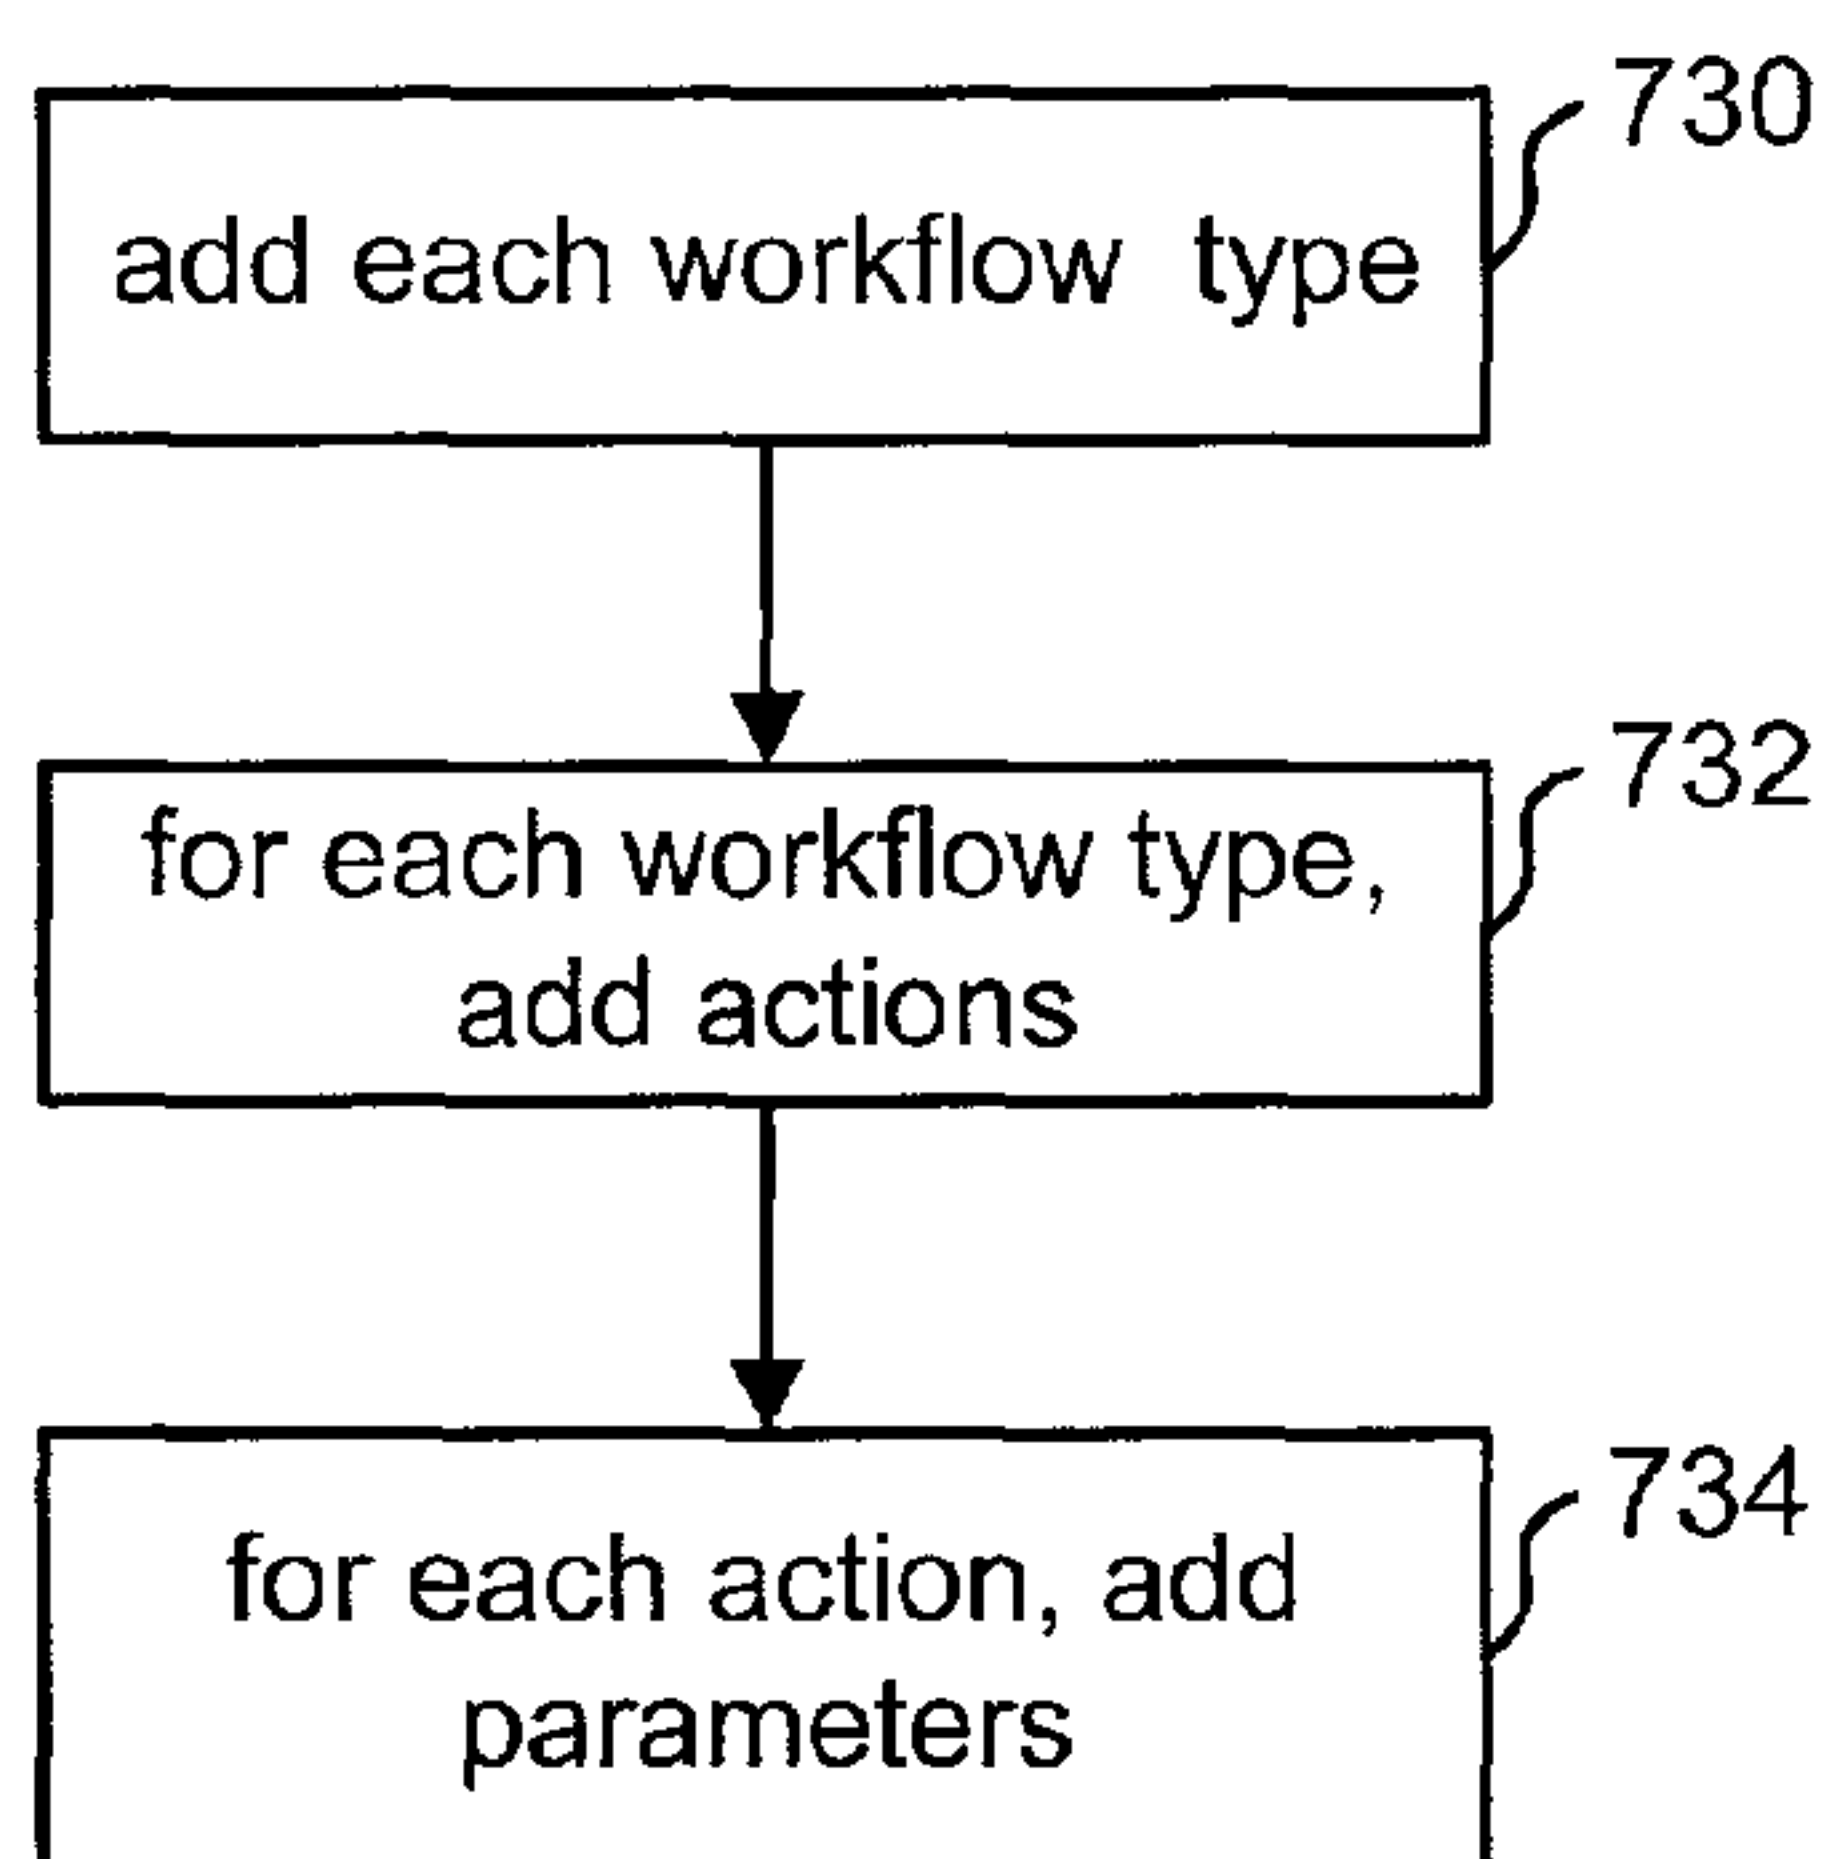 730
add each workflow type
732
for each workflow type,
add actions
734
for each action, add
parameters